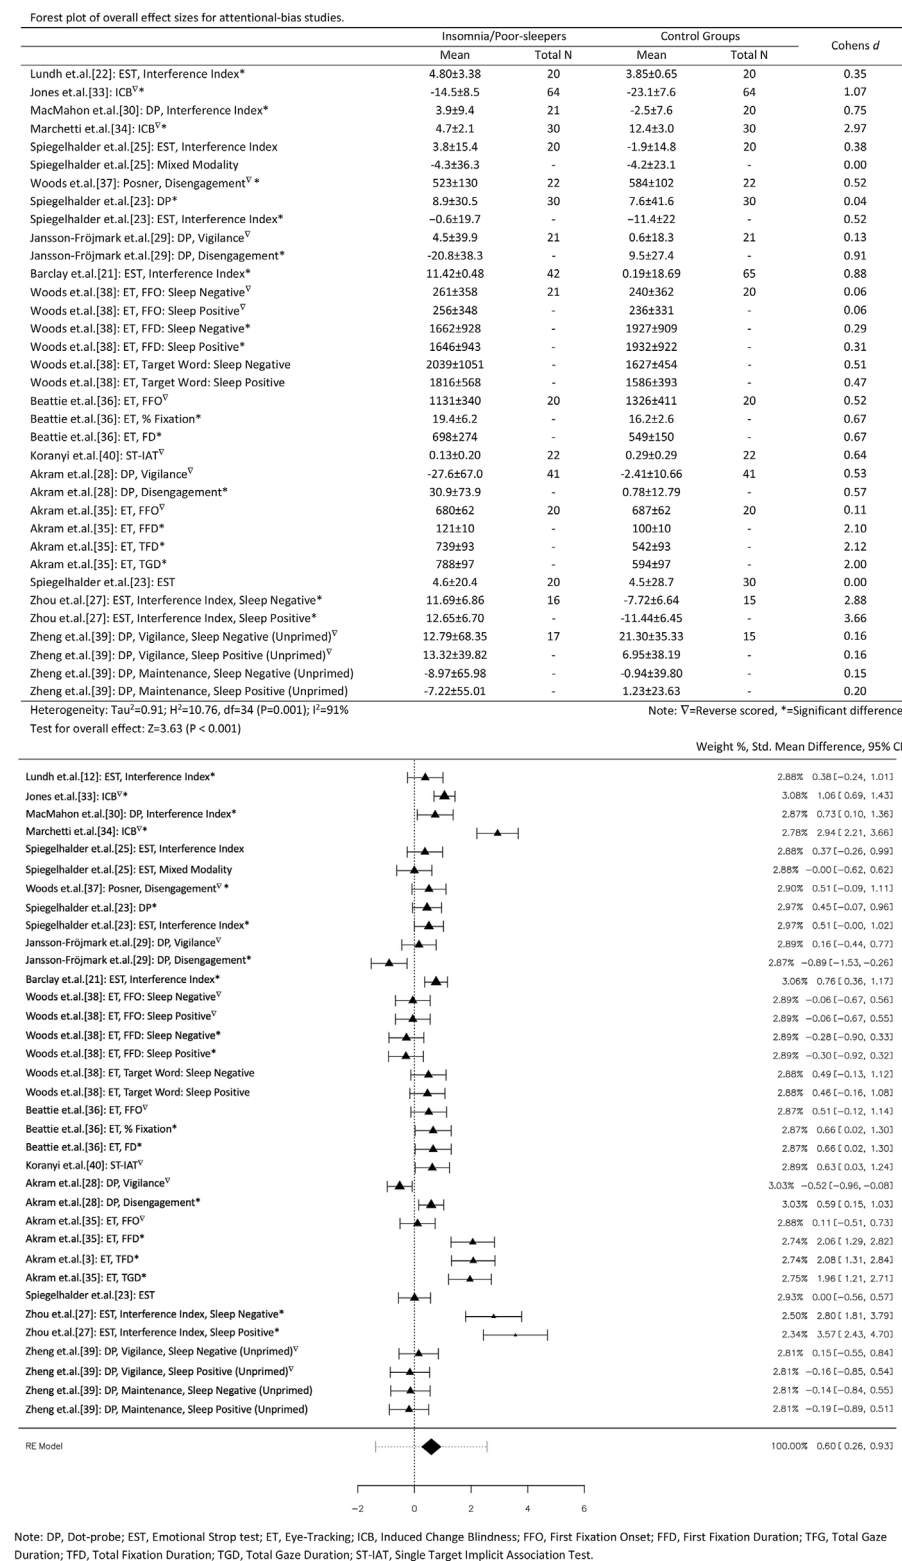 Forest plot of overall effect sizes for attentional-bias studies.
Insomnia/Poor-sleepers Control Groups Cohens d
Mean Total N Mean Total N
Lundh et.al.[22]: EST, Interference Index* 4.80±3.38 20 3.85±0.65 20 0.35
Jones et.al.[33]: ICB∇* -14.5±8.5 64 -23.1±7.6 64 1.07
MacMahon et.al.[30]: DP, Interference Index* 3.9±9.4 21 -2.5±7.6 20 0.75
Marchetti et.al.[34]: ICB∇* 4.7±2.1 30 12.4±3.0 30 2.97
Spiegelhalder et.al.[25]: EST, Interference Index 3.8±15.4 20 -1.9±14.8 20 0.38
Spiegelhalder et.al.[25]: Mixed Modality -4.3±36.3 - -4.2±23.1 - 0.00
Woods et.al.[37]: Posner, Disengagement∇ * 523±130 22 584±102 22 0.52
Spiegelhalder et.al.[23]: DP* 8.9±30.5 30 7.6±41.6 30 0.04
Spiegelhalder et.al.[23]: EST, Interference Index* −0.6±19.7 - −11.4±22 - 0.52
Jansson-Fröjmark et.al.[29]: DP, Vigilance∇ 4.5±39.9 21 0.6±18.3 21 0.13
Jansson-Fröjmark et.al.[29]: DP, Disengagement* -20.8±38.3 - 9.5±27.4 - 0.91
Barclay et.al.[21]: EST, Interference Index* 11.42±0.48 42 0.19±18.69 65 0.88
Woods et.al.[38]: ET, FFO: Sleep Negative∇ 261±358 21 240±362 20 0.06
Woods et.al.[38]: ET, FFO: Sleep Positive∇ 256±348 - 236±331 - 0.06
Woods et.al.[38]: ET, FFD: Sleep Negative* 1662±928 - 1927±909 - 0.29
Woods et.al.[38]: ET, FFD: Sleep Positive* 1646±943 - 1932±922 - 0.31
Woods et.al.[38]: ET, Target Word: Sleep Negative 2039±1051 - 1627±454 - 0.51
Woods et.al.[38]: ET, Target Word: Sleep Positive 1816±568 - 1586±393 - 0.47
Beattie et.al.[36]: ET, FFO∇ 1131±340 20 1326±411 20 0.52
Beattie et.al.[36]: ET, % Fixation* 19.4±6.2 - 16.2±2.6 - 0.67
Beattie et.al.[36]: ET, FD* 698±274 - 549±150 - 0.67
Koranyi et.al.[40]: ST-IAT∇ 0.13±0.20 22 0.29±0.29 22 0.64
Akram et.al.[28]: DP, Vigilance∇ -27.6±67.0 41 -2.41±10.66 41 0.53
Akram et.al.[28]: DP, Disengagement* 30.9±73.9 - 0.78±12.79 - 0.57
Akram et.al.[35]: ET, FFO∇ 680±62 20 687±62 20 0.11
Akram et.al.[35]: ET, FFD* 121±10 - 100±10 - 2.10
Akram et.al.[35]: ET, TFD* 739±93 - 542±93 - 2.12
Akram et.al.[35]: ET, TGD* 788±97 - 594±97 - 2.00
Spiegelhalder et.al.[23]: EST 4.6±20.4 20 4.5±28.7 30 0.00
Zhou et.al.[27]: EST, Interference Index, Sleep Negative* 11.69±6.86 16 -7.72±6.64 15 2.88
Zhou et.al.[27]: EST, Interference Index, Sleep Positive* 12.65±6.70 - -11.44±6.45 - 3.66
Zheng et.al.[39]: DP, Vigilance, Sleep Negative (Unprimed)∇ 12.79±68.35 17 21.30±35.33 15 0.16
Zheng et.al.[39]: DP, Vigilance, Sleep Positive (Unprimed)∇ 13.32±39.82 - 6.95±38.19 - 0.16
Zheng et.al.[39]: DP, Maintenance, Sleep Negative (Unprimed) -8.97±65.98 - -0.94±39.80 - 0.15
Zheng et.al.[39]: DP, Maintenance, Sleep Positive (Unprimed) -7.22±55.01 - 1.23±23.63 - 0.20
Heterogeneity: Tau²=0.91; H²=10.76, df=34 (P=0.001); I²=91% Note: ∇=Reverse scored, *=Significant difference
Test for overall effect: Z=3.63 (P < 0.001)
Weight %, Std. Mean Difference, 95% CI
Lundh et.al.[12]: EST, Interference Index* 2.88% 0.38 [−0.24, 1.01]
Jones et.al.[33]: ICB∇* 3.08% 1.06 [0.69, 1.43]
MacMahon et.al.[30]: DP, Interference Index* 2.87% 0.73 [0.10, 1.36]
Marchetti et.al.[34]: ICB∇* 2.78% 2.94 [2.21, 3.66]
Spiegelhalder et.al.[25]: EST, Interference Index 2.88% 0.37 [−0.26, 0.99]
Spiegelhalder et.al.[25]: EST, Mixed Modality 2.88% −0.00 [−0.62, 0.62]
Woods et.al.[37]: Posner, Disengagement∇ * 2.90% 0.51 [−0.09, 1.11]
Spiegelhalder et.al.[23]: DP* 2.97% 0.45 [−0.07, 0.96]
Spiegelhalder et.al.[23]: EST, Interference Index* 2.97% 0.51 [−0.00, 1.02]
Jansson-Fröjmark et.al.[29]: DP, Vigilance∇ 2.89% 0.16 [−0.44, 0.77]
Jansson-Fröjmark et.al.[29]: DP, Disengagement* 2.87% −0.89 [−1.53, −0.26]
Barclay et.al.[21]: EST, Interference Index* 3.06% 0.76 [0.36, 1.17]
Woods et.al.[38]: ET, FFO: Sleep Negative∇ 2.89% −0.06 [−0.67, 0.56]
Woods et.al.[38]: ET, FFO: Sleep Positive∇ 2.89% −0.06 [−0.67, 0.55]
Woods et.al.[38]: ET, FFD: Sleep Negative* 2.89% −0.28 [−0.90, 0.33]
Woods et.al.[38]: ET, FFD: Sleep Positive* 2.89% −0.30 [−0.92, 0.32]
Woods et.al.[38]: ET, Target Word: Sleep Negative 2.88% 0.49 [−0.13, 1.12]
Woods et.al.[38]: ET, Target Word: Sleep Positive 2.88% 0.46 [−0.16, 1.08]
Beattie et.al.[36]: ET, FFO∇ 2.87% 0.51 [−0.12, 1.14]
Beattie et.al.[36]: ET, % Fixation* 2.87% 0.66 [0.02, 1.30]
Beattie et.al.[36]: ET, FD* 2.87% 0.66 [0.02, 1.30]
Koranyi et.al.[40]: ST-IAT∇ 2.89% 0.63 [0.03, 1.24]
Akram et.al.[28]: DP, Vigilance∇ 3.03% −0.52 [−0.96, −0.08]
Akram et.al.[28]: DP, Disengagement* 3.03% 0.59 [0.15, 1.03]
Akram et.al.[35]: ET, FFO∇ 2.88% 0.11 [−0.51, 0.73]
Akram et.al.[35]: ET, FFD* 2.74% 2.06 [1.29, 2.82]
Akram et.al.[3]: ET, TFD* 2.74% 2.08 [1.31, 2.84]
Akram et.al.[35]: ET, TGD* 2.75% 1.96 [1.21, 2.71]
Spiegelhalder et.al.[23]: EST 2.93% 0.00 [−0.56, 0.57]
Zhou et.al.[27]: EST, Interference Index, Sleep Negative* 2.50% 2.80 [1.81, 3.79]
Zhou et.al.[27]: EST, Interference Index, Sleep Positive* 2.34% 3.57 [2.43, 4.70]
Zheng et.al.[39]: DP, Vigilance, Sleep Negative (Unprimed)∇ 2.81% 0.15 [−0.55, 0.84]
Zheng et.al.[39]: DP, Vigilance, Sleep Positive (Unprimed)∇ 2.81% −0.16 [−0.85, 0.54]
Zheng et.al.[39]: DP, Maintenance, Sleep Negative (Unprimed) 2.81% −0.14 [−0.84, 0.55]
Zheng et.al.[39]: DP, Maintenance, Sleep Positive (Unprimed) 2.81% −0.19 [−0.89, 0.51]
RE Model 100.00% 0.60 [0.26, 0.93]
−2 0 2 4 6
Note: DP, Dot-probe; EST, Emotional Strop test; ET, Eye-Tracking; ICB, Induced Change Blindness; FFO, First Fixation Onset; FFD, First Fixation Duration; TFG, Total Gaze
Duration; TFD, Total Fixation Duration; TGD, Total Gaze Duration; ST-IAT, Single Target Implicit Association Test.